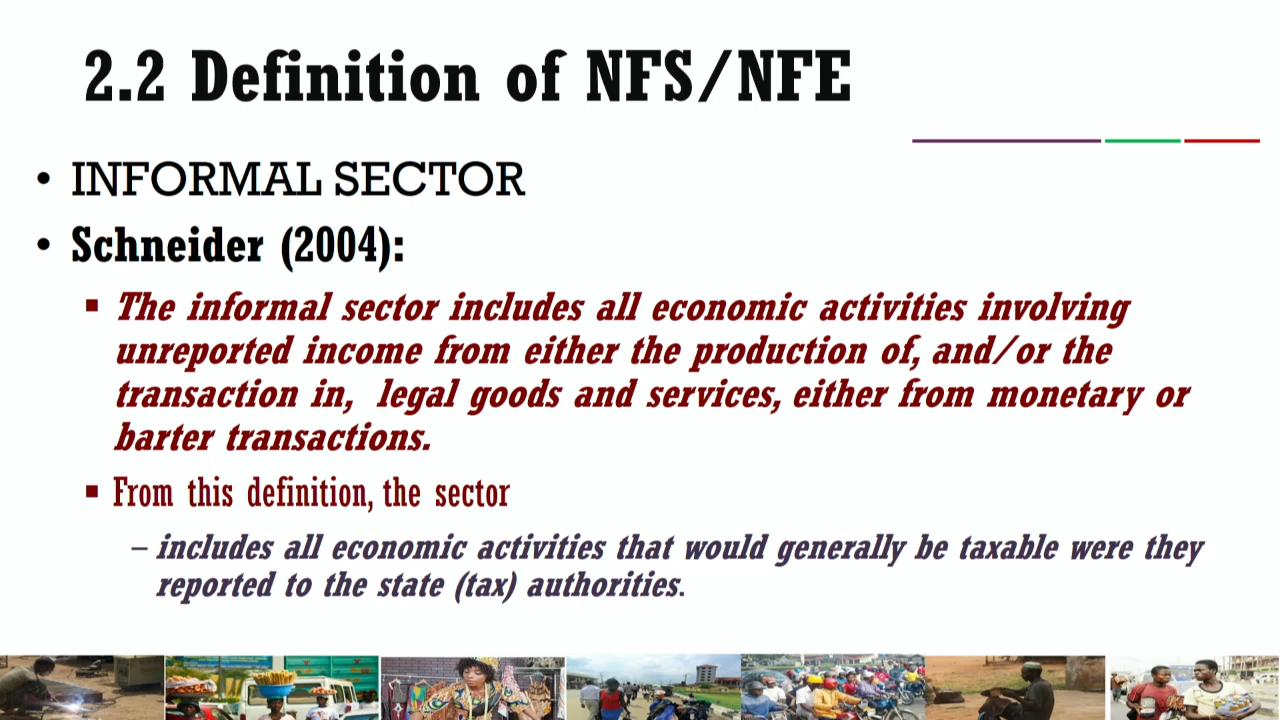 2.2 Definition of NFS/NFE
• INFORMAL SECTOR
• Schneider (2004):
▪ The informal sector includes all economic activities involving
unreported income from either the production of, and/or the
transaction in, legal goods and services, either from monetary or
barter transactions.
▪ From this definition, the sector
– includes all economic activities that would generally be taxable were they
reported to the state (tax) authorities.